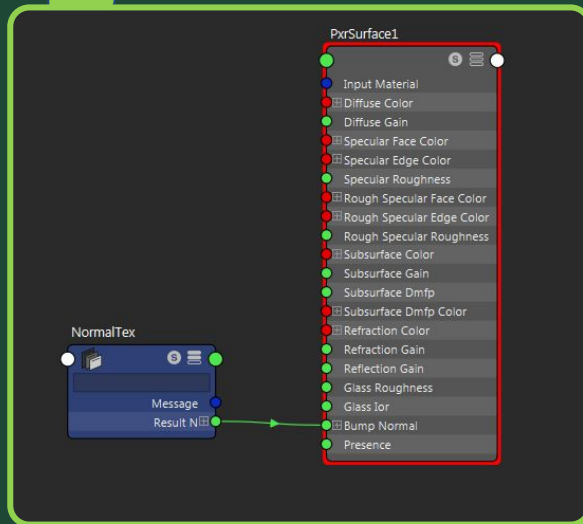 PxrSurface1
S
Input Material
Diffuse Color
Diffuse Gain
Specular Face Color
Specular Edge Color
Specular Roughness
Rough Specular Face Color
Rough Specular Edge Color
Rough Specular Roughness
Subsurface Color
Subsurface Gain
Subsurface Dmfp
Subsurface Dmfp Color
Refraction Color
Refraction Gain
Reflection Gain
Glass Roughness
Glass Ior
Bump Normal
Presence
NormalTex
S
Message
Result N